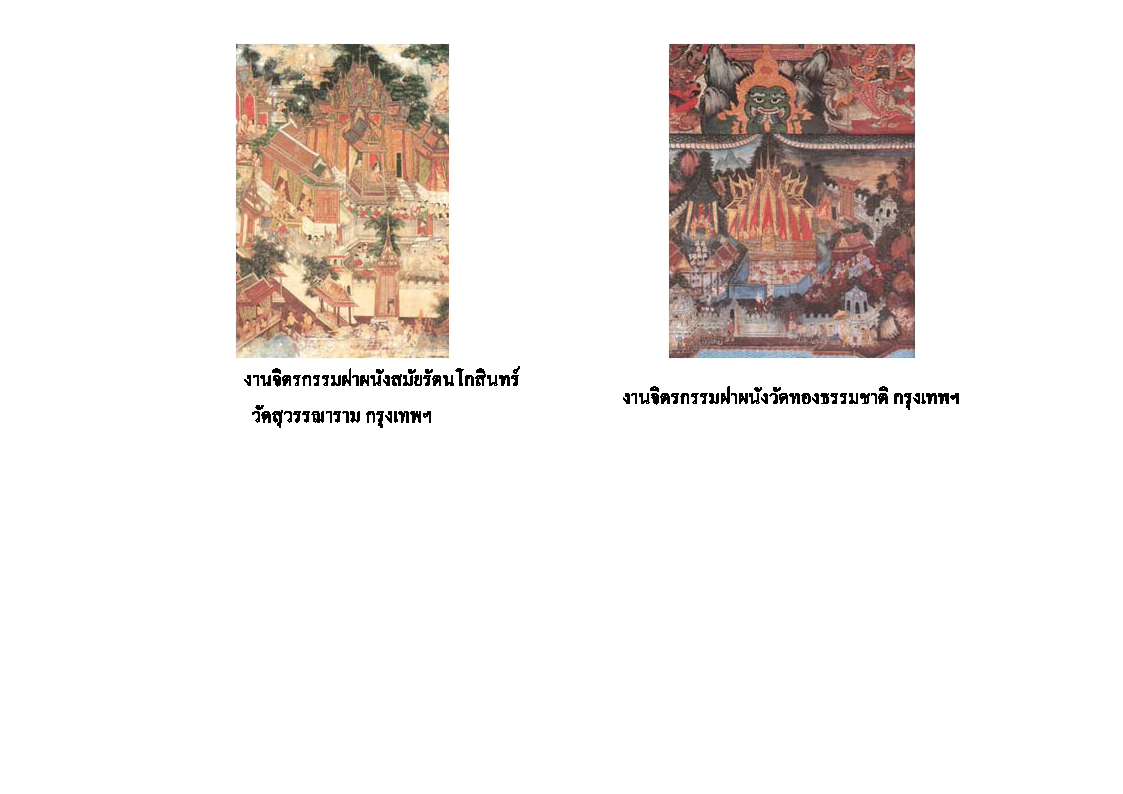 งานจิตรกรรมฝาผนังสมัยรัตนโกสินทร์
วัดสุวรรณาราม กรุงเทพฯ
งานจิตรกรรมฝาผนังวัดทองธรรมชาติ กรุงเทพฯ